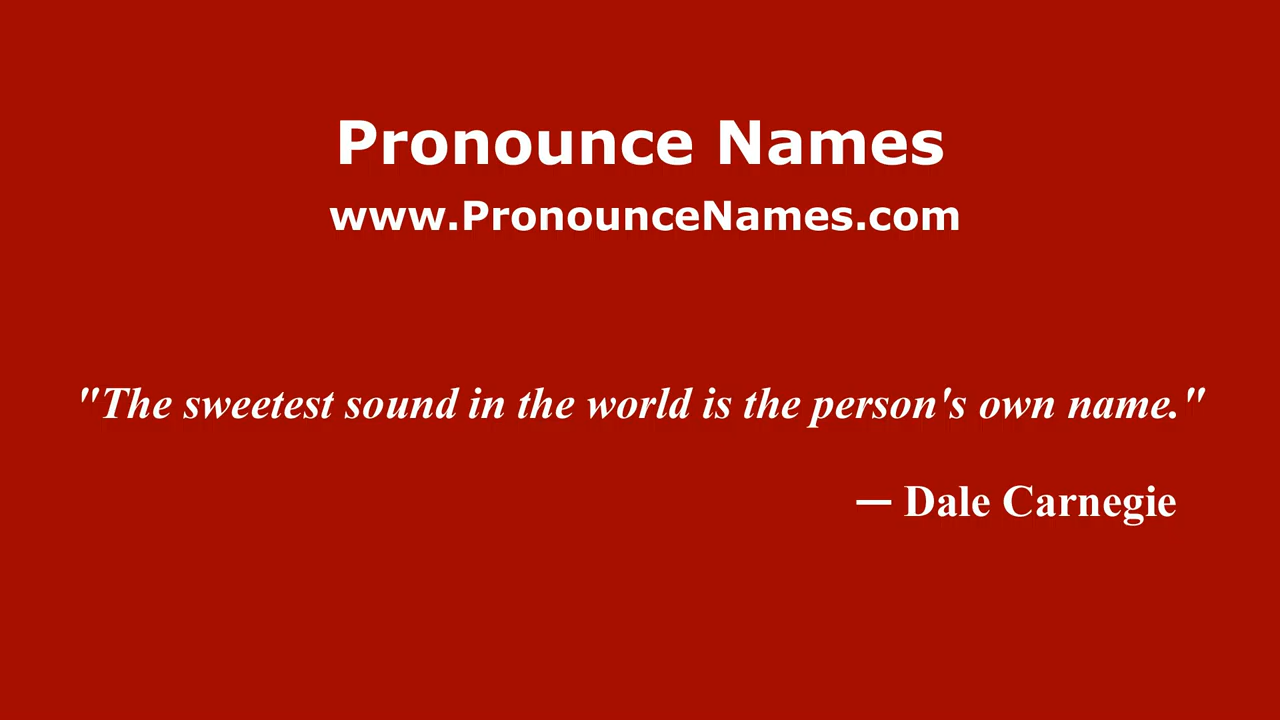 Pronounce Names
www.PronounceNames.com
"The sweetest sound in the world is the person's own name."
— Dale Carnegie